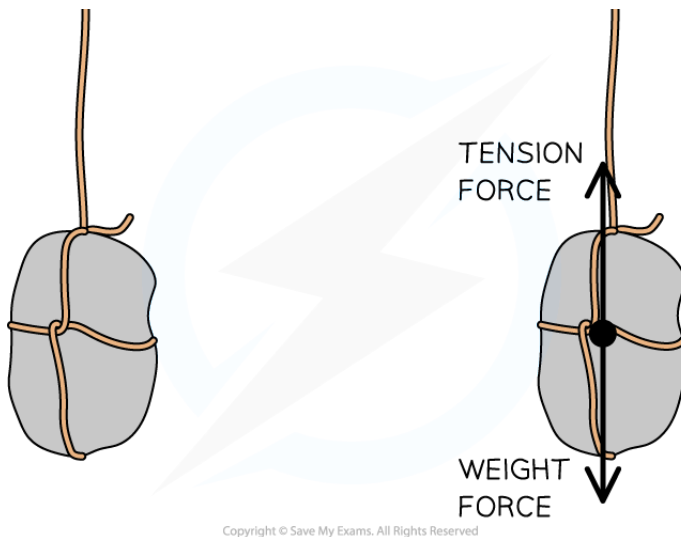 TENSION
FORCE
WEIGHT
FORCE
Copyright © Save My Exams. All Rights Reserved